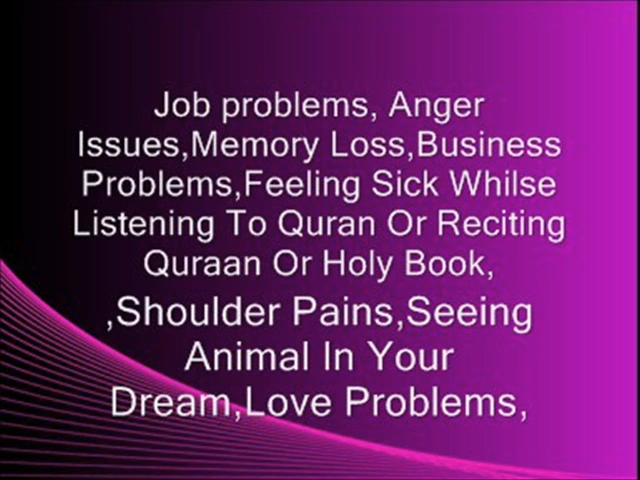 Job problems, Anger
Issues,Memory Loss,Business
Problems,Feeling Sick Whilse
Listening To Quran Or Reciting
Quraan Or Holy Book,
,Shoulder Pains,Seeing
Animal In Your
Dream,Love Problems,